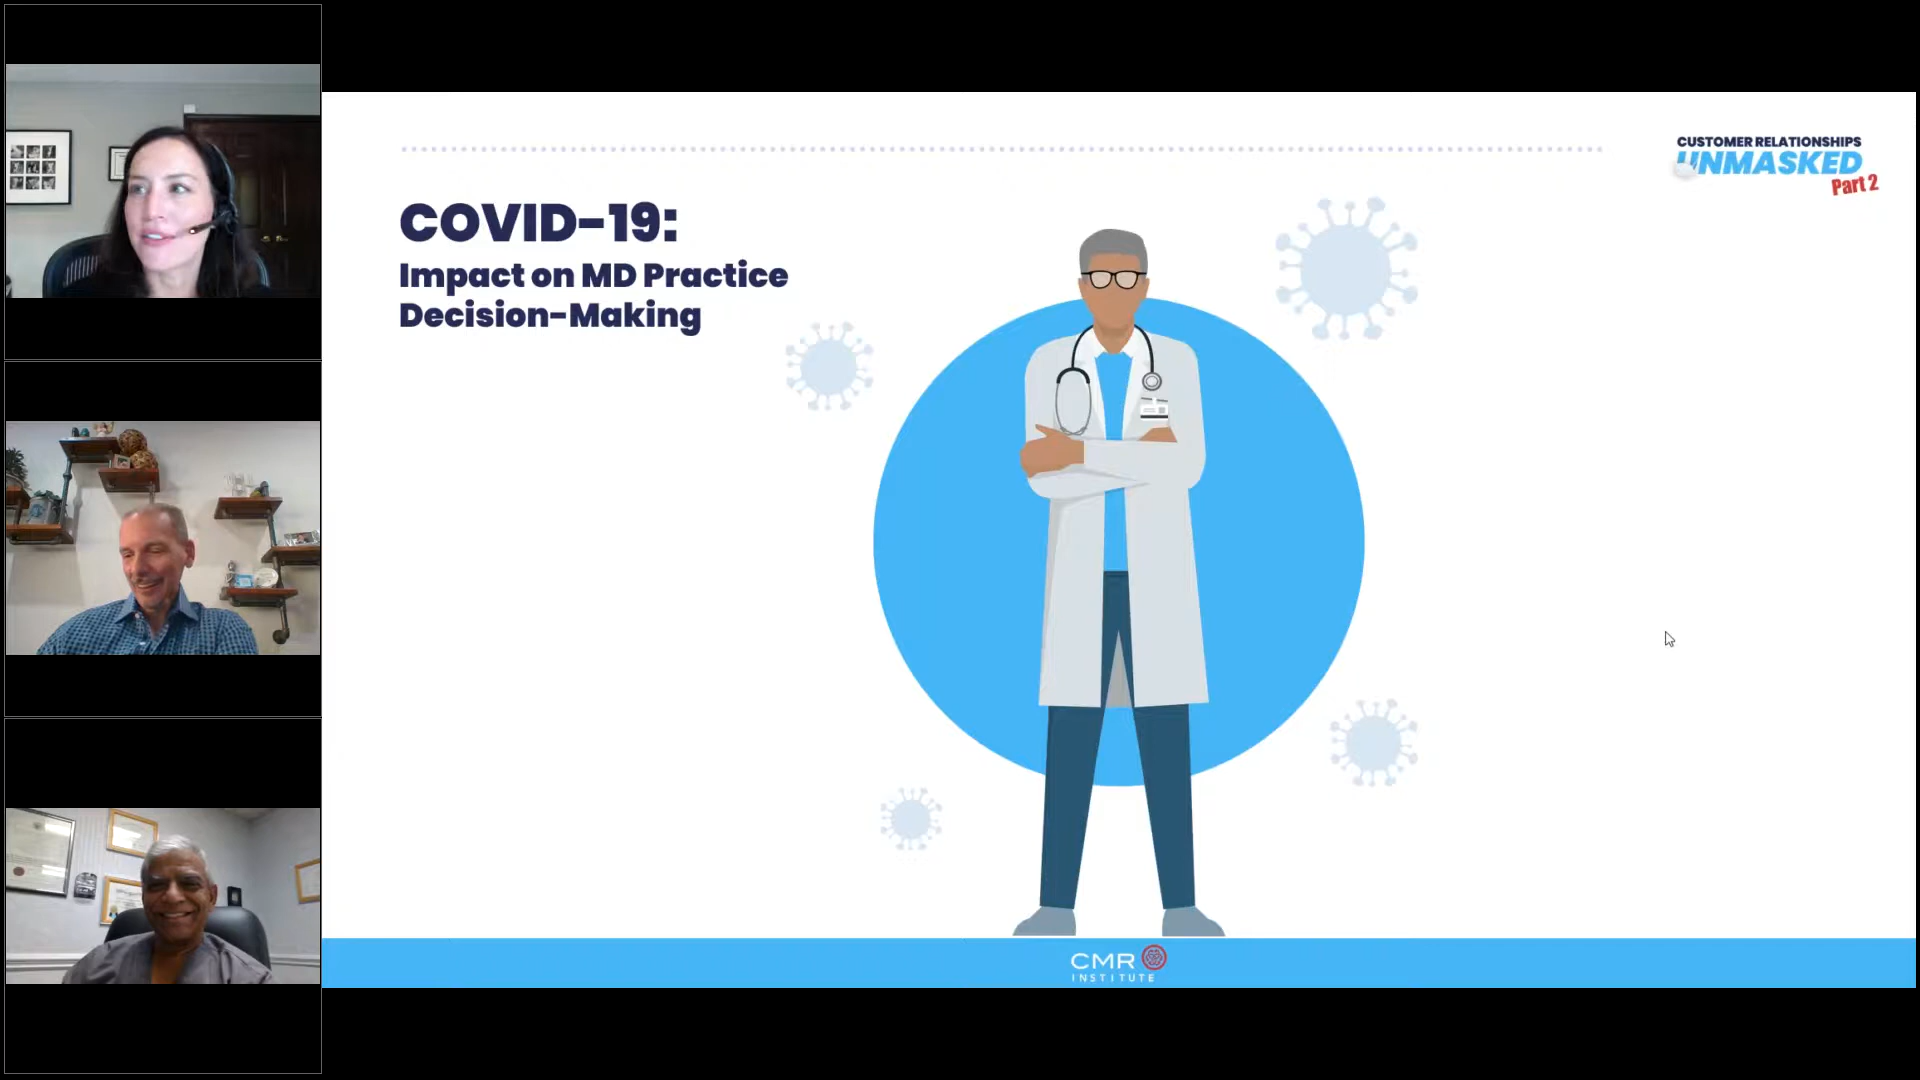 CUSTOMER RELATIONSHIPS
UNMASKED
Part 2
COVID-19:
Impact on MD Practice
Decision-Making
CMR
INSTITUTE